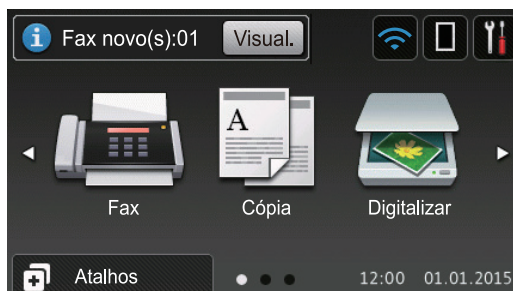 Fax novo(s):01 Visual.
A
Fax Cópia Digitalizar
Atalhos 12:00 01.01.2015